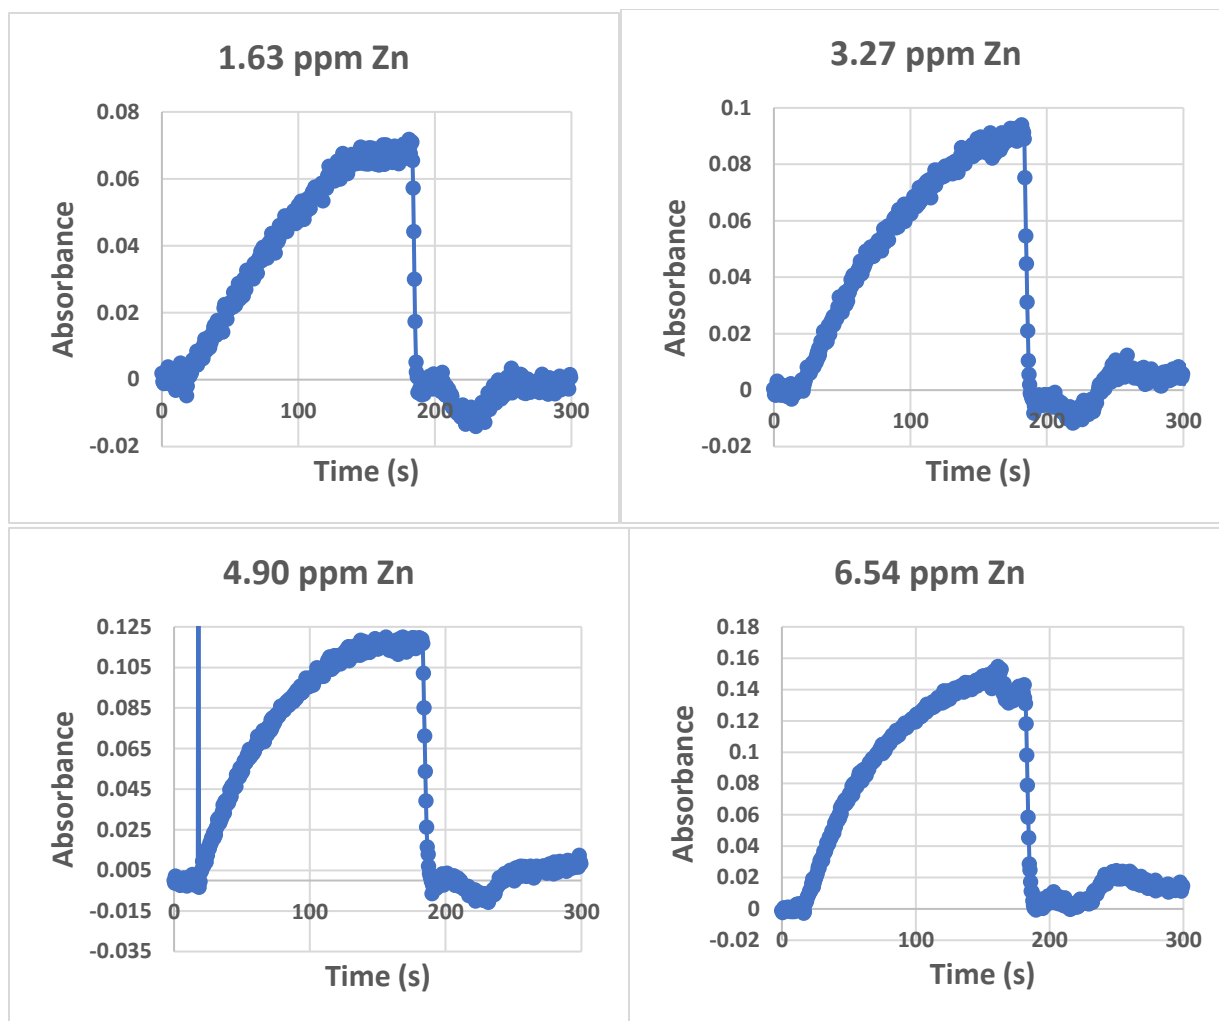 1.63 ppm Zn
0.08
0.06
0.04
0.02
0
-0.02
0 100 200 300
Absorbance
Time (s)
3.27 ppm Zn
0.1
0.08
0.06
0.04
0.02
0
-0.02
0 100 200 300
Absorbance
Time (s)
4.90 ppm Zn
0.125
0.105
0.085
0.065
0.045
0.025
0.005
-0.015
-0.035
0 100 200 300
Absorbance
Time (s)
6.54 ppm Zn
0.18
0.16
0.14
0.12
0.1
0.08
0.06
0.04
0.02
0
-0.02
0 100 200 300
Absorbance
Time (s)